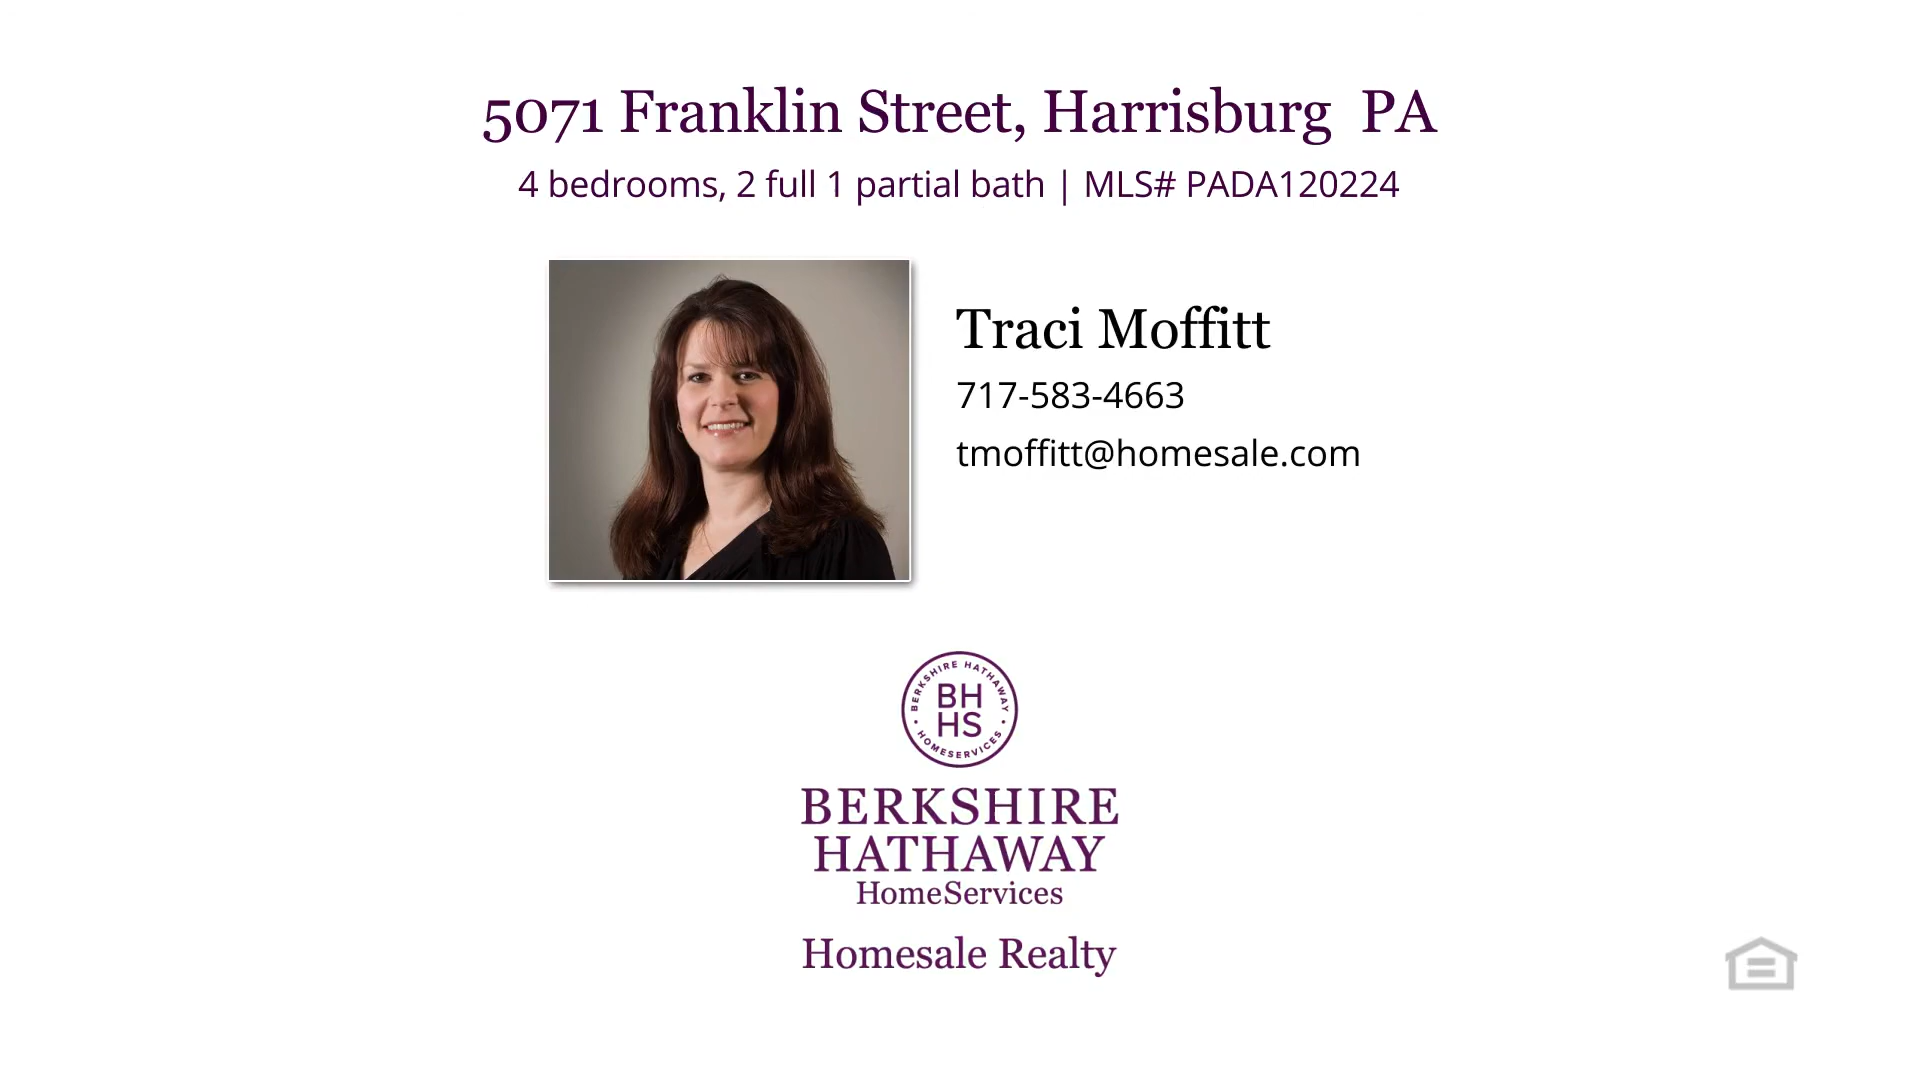 5071 Franklin Street, Harrisburg  PA
4 bedrooms, 2 full 1 partial bath | MLS# PADA120224
Traci Moffitt
717-583-4663
tmoffitt@homesale.com
BERKSHIRE HATHAWAY
BH
HS
HOMESERVICES
BERKSHIRE
HATHAWAY
HomeServices
Homesale Realty